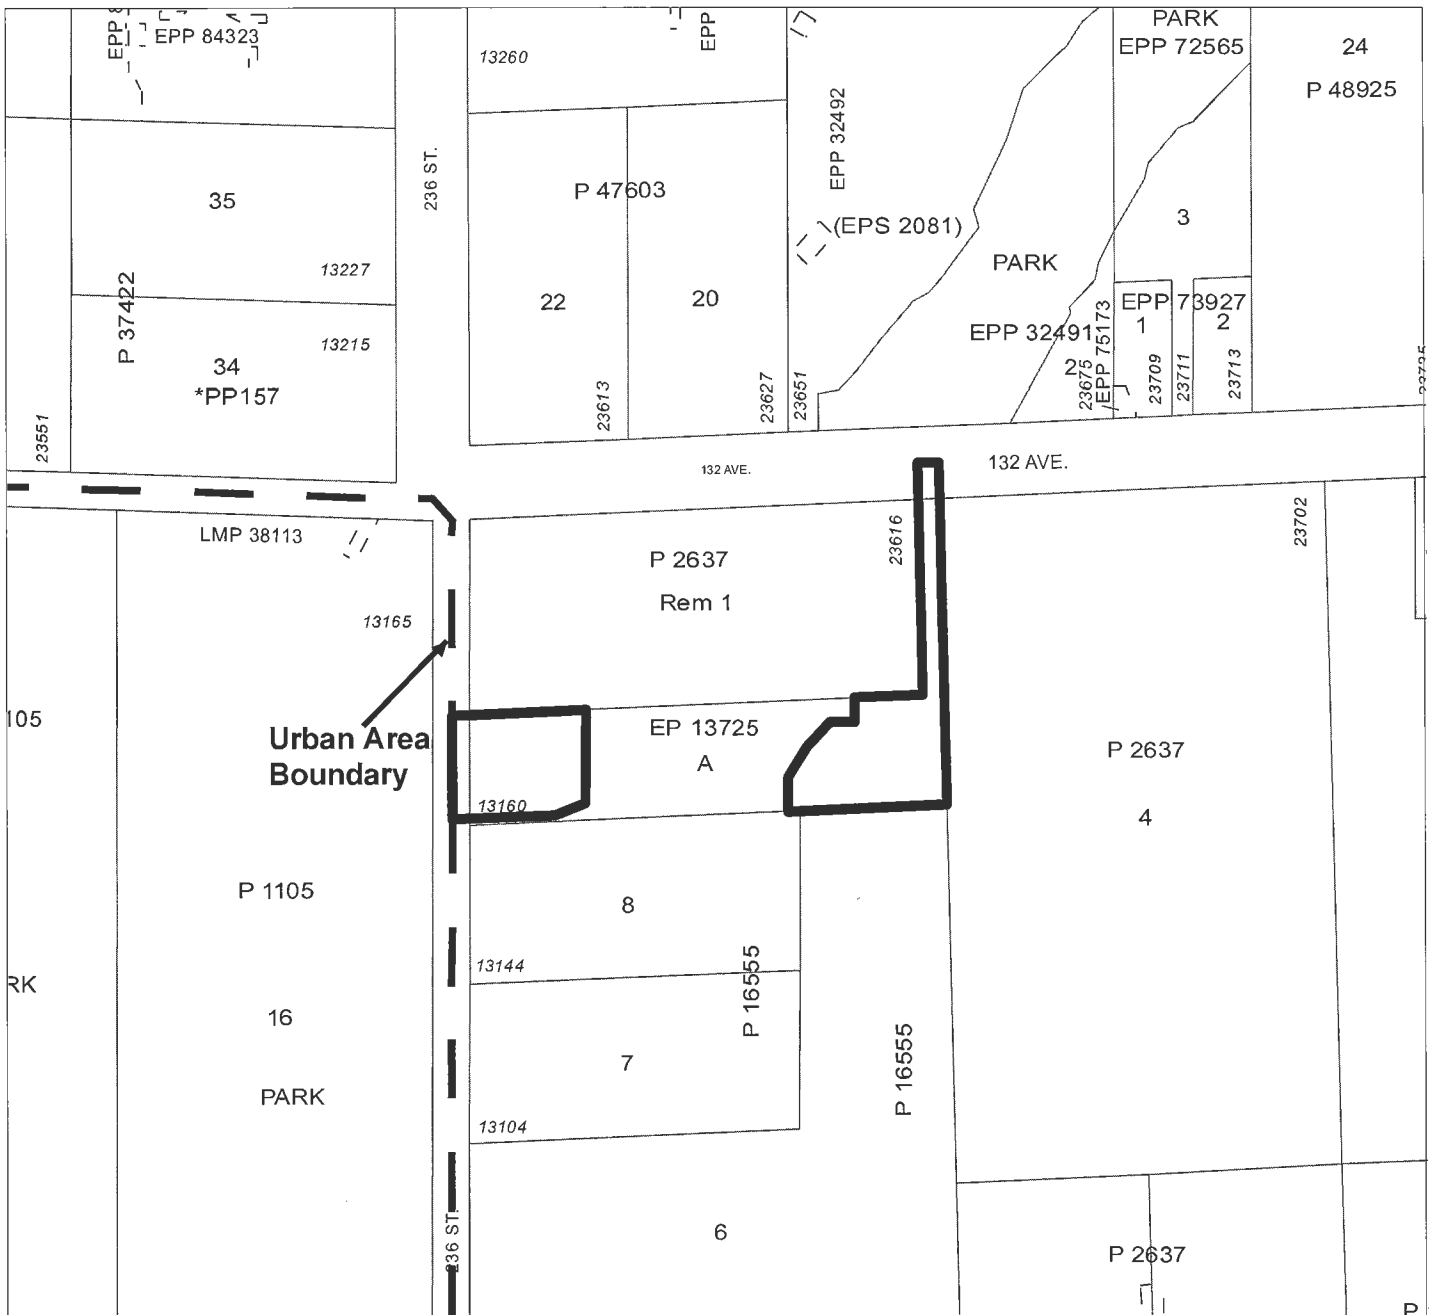 EPP 84323
EPP
13260
EPP
PARK
EPP 72565
24
P 48925
35
236 ST.
P 47603
EPP 32492
(EPS 2081)
3
PARK
13227
P 37422
22
20
EPP 73927
EPP 32491
1
2
2
EPP 75173
34
*PP157
13215
23551
23613
23627
23651
23675
23709
23711
23713
132 AVE.
132 AVE.
LMP 38113
P 2637
Rem 1
23616
23702
13165
Urban Area
Boundary
105
EP 13725
A
P 2637
4
13160
P 1105
8
RK
13144
P 16555
16
7
P 16555
PARK
13104
236 ST.
6
P 2637
P